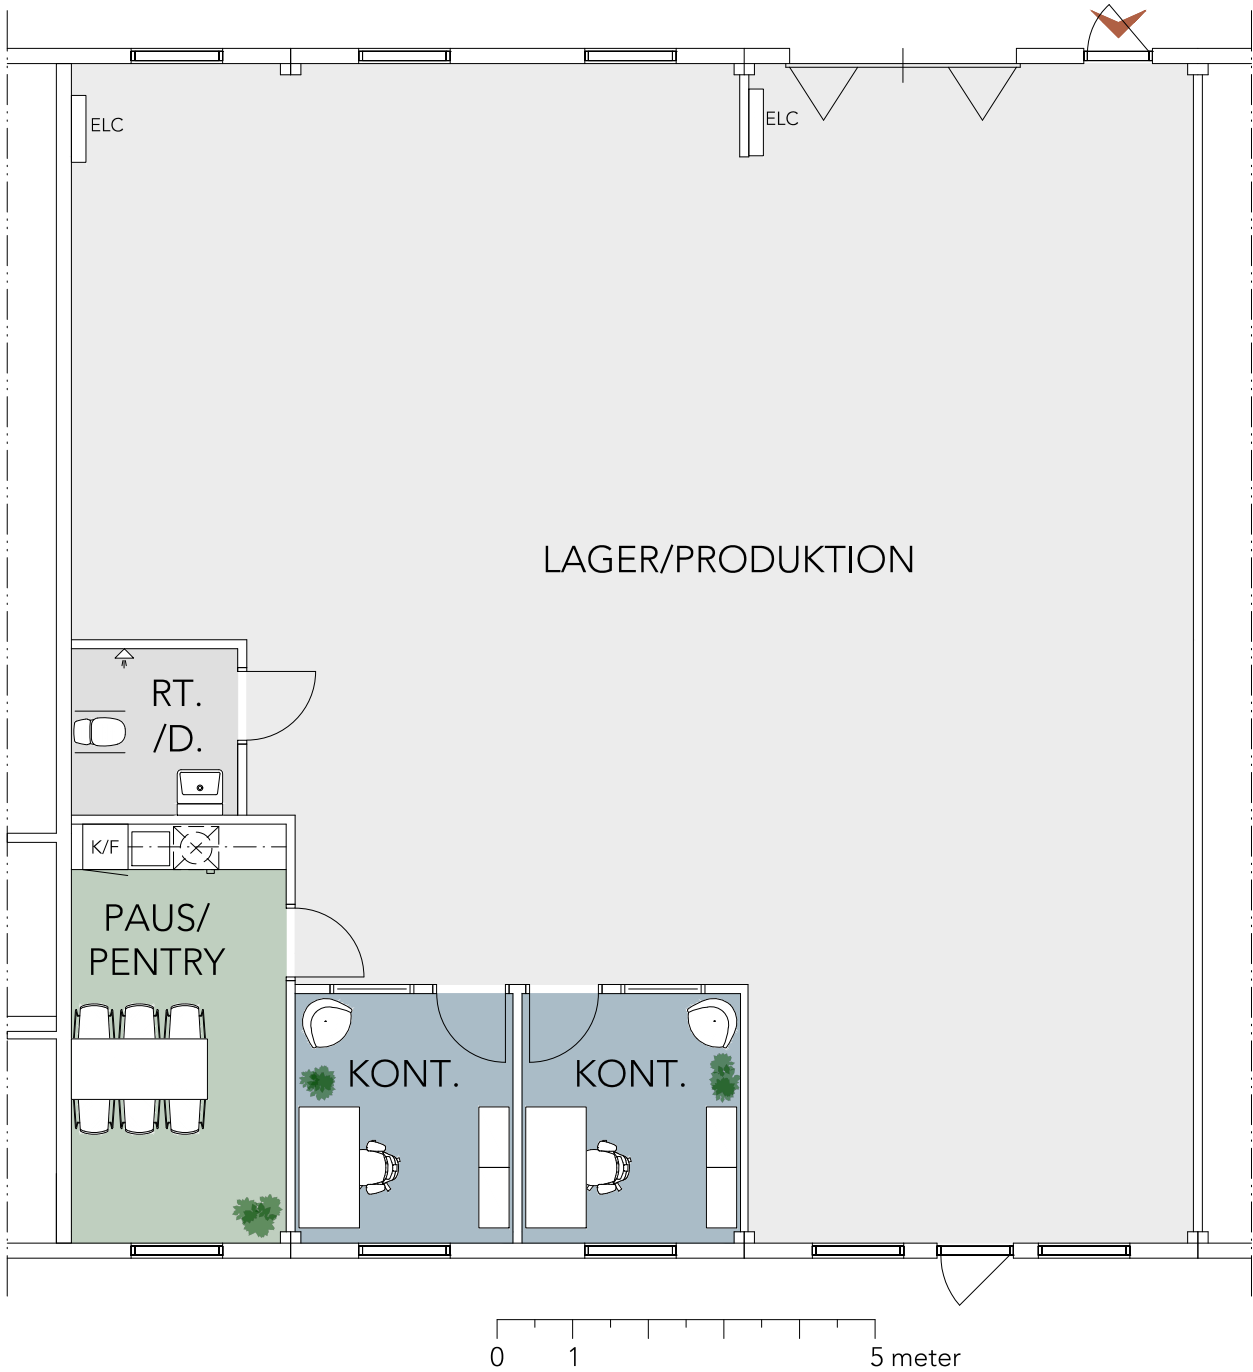 ELC
ELC
LAGER/PRODUKTION
RT.
/D.
K/F
PAUS/
PENTRY
KONT.
KONT.
0 1 5 meter